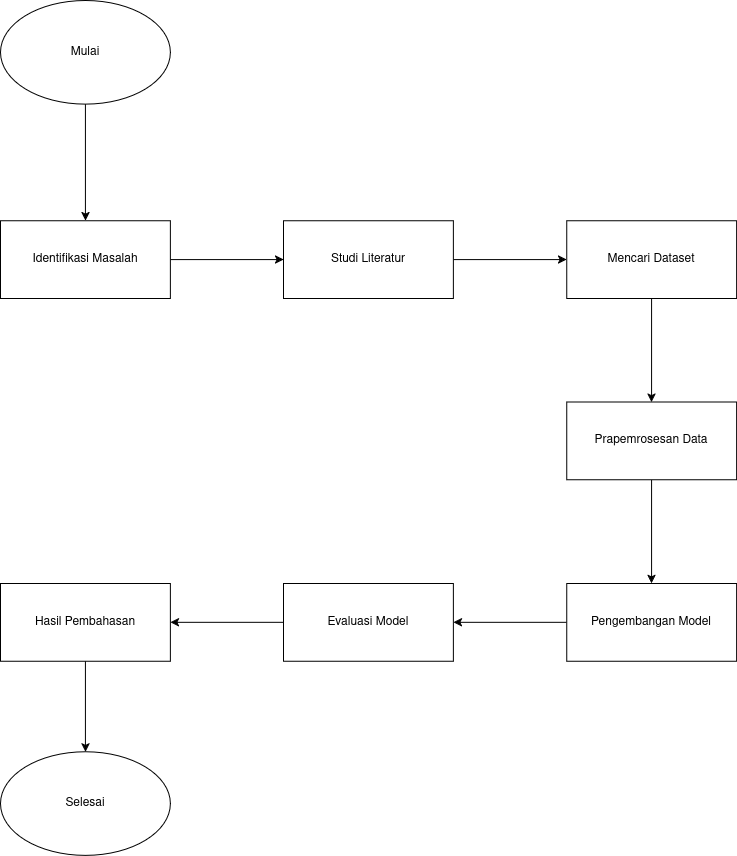 Mulai
Identifikasi Masalah
Studi Literatur
Mencari Dataset
Prapemrosesan Data
Pengembangan Model
Evaluasi Model
Hasil Pembahasan
Selesai